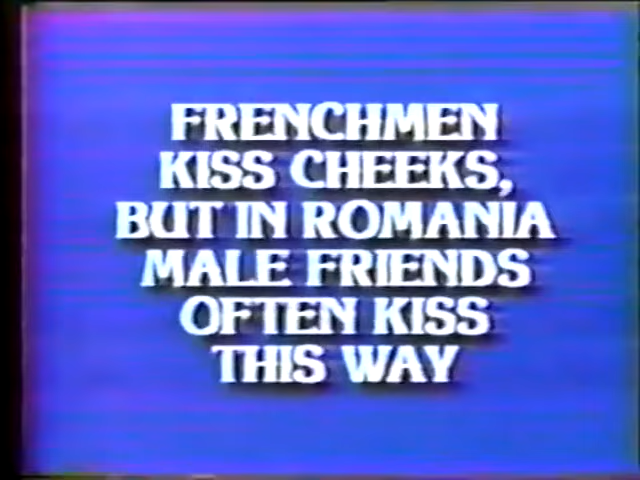 FRENCHMEN
KISS CHEEKS,
BUT IN ROMANIA
MALE FRIENDS
OFTEN KISS
THIS WAY